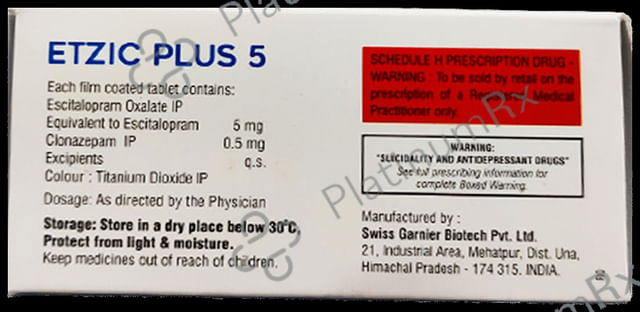 ETZIC PLUS 5
Each film coated tablet contains:
Escitalopram Oxalate IP
Equivalent to Escitalopram 5 mg
Clonazepam IP 0.5 mg
Excipients q.s.
Colour : Titanium Dioxide IP
Dosage: As directed by the Physician
Storage: Store in a dry place below 30°C,
Protect from light & moisture.
Keep medicines out of reach of children.
SCHEDULE H PRESCRIPTION DRUG -
WARNING : To be sold by retail on the
prescription of a Registered Medical
Practitioner only.
WARNING:
"SUICIDALITY AND ANTIDEPRESSANT DRUGS"
See full prescribing information for
complete Boxed Warning.
Manufactured by :
Swiss Garnier Biotech Pvt. Ltd.
21, Industrial Area, Mehatpur, Dist. Una,
Himachal Pradesh - 174 315. INDIA.
PlatinumRx
PlatinumRx
PlatinumRx